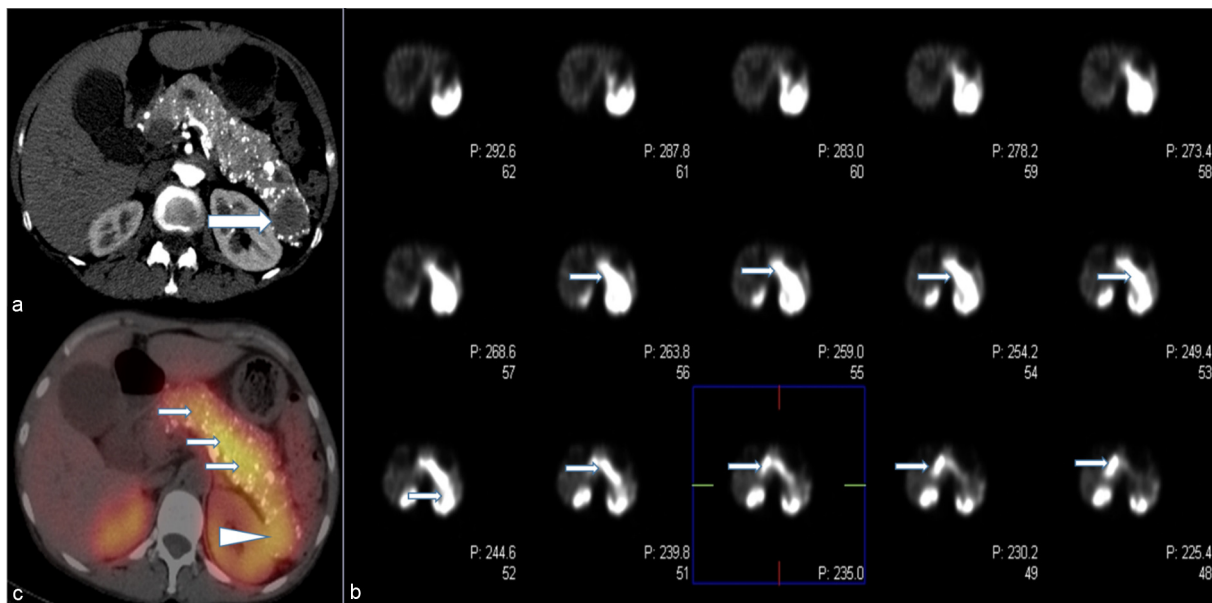 P: 292.6
62
P: 287.8
61
P: 283.0
60
P: 278.2
59
P: 273.4
58
a
P: 268.6
57
P: 263.8
56
P: 259.0
55
P: 254.2
54
P: 249.4
53
P: 244.6
52
P: 239.8
51
P: 235.0
P: 230.2
49
P: 225.4
48
c
b